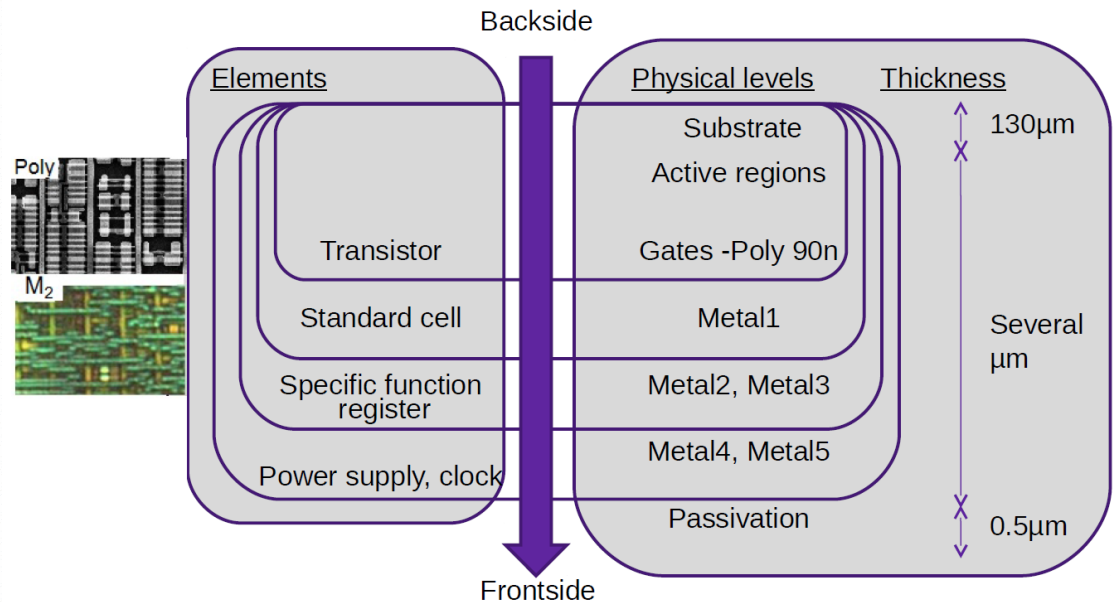 Backside
Elements
Physical levels
Thickness
Substrate
130µm
Poly
Active regions
Transistor
Gates -Poly 90n
M2
Standard cell
Metal1
Several
µm
Specific function
register
Metal2, Metal3
Metal4, Metal5
Power supply, clock
Passivation
0.5µm
Frontside